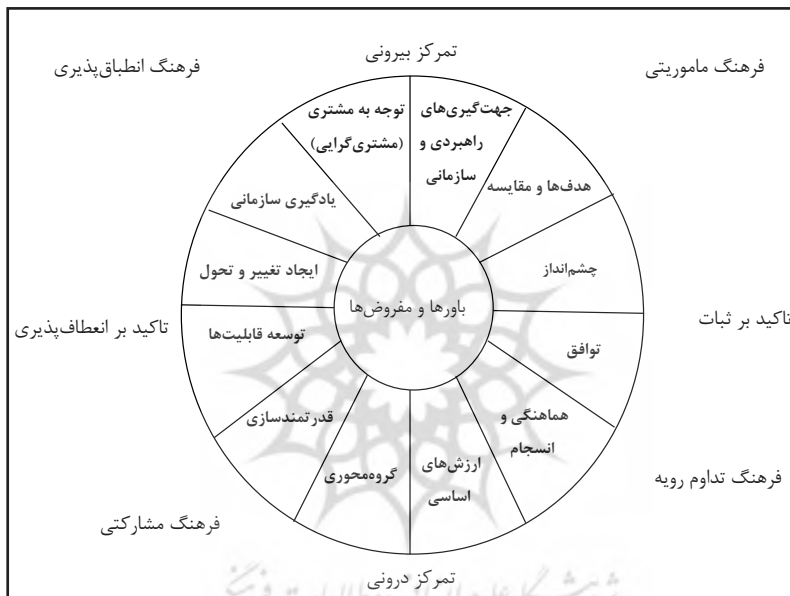 تمرکز بیرونی
فرهنگ ماموریتی
فرهنگ انطباق‌پذیری
جهت‌گیری‌های
راهبردی و
سازمانی
توجه به مشتری
(مشتری‌گرایی)
هدف‌ها و مقایسه
یادگیری سازمانی
چشم‌انداز
ایجاد تغییر و تحول
باورها و مفروض‌ها
تاکید بر ثبات
تاکید بر انعطاف‌پذیری
توافق
توسعه قابلیت‌ها
هماهنگی و
انسجام
قدرتمندسازی
ارزش‌های
اساسی
گروه‌محوری
فرهنگ تداوم رویه
فرهنگ مشارکتی
تمرکز درونی